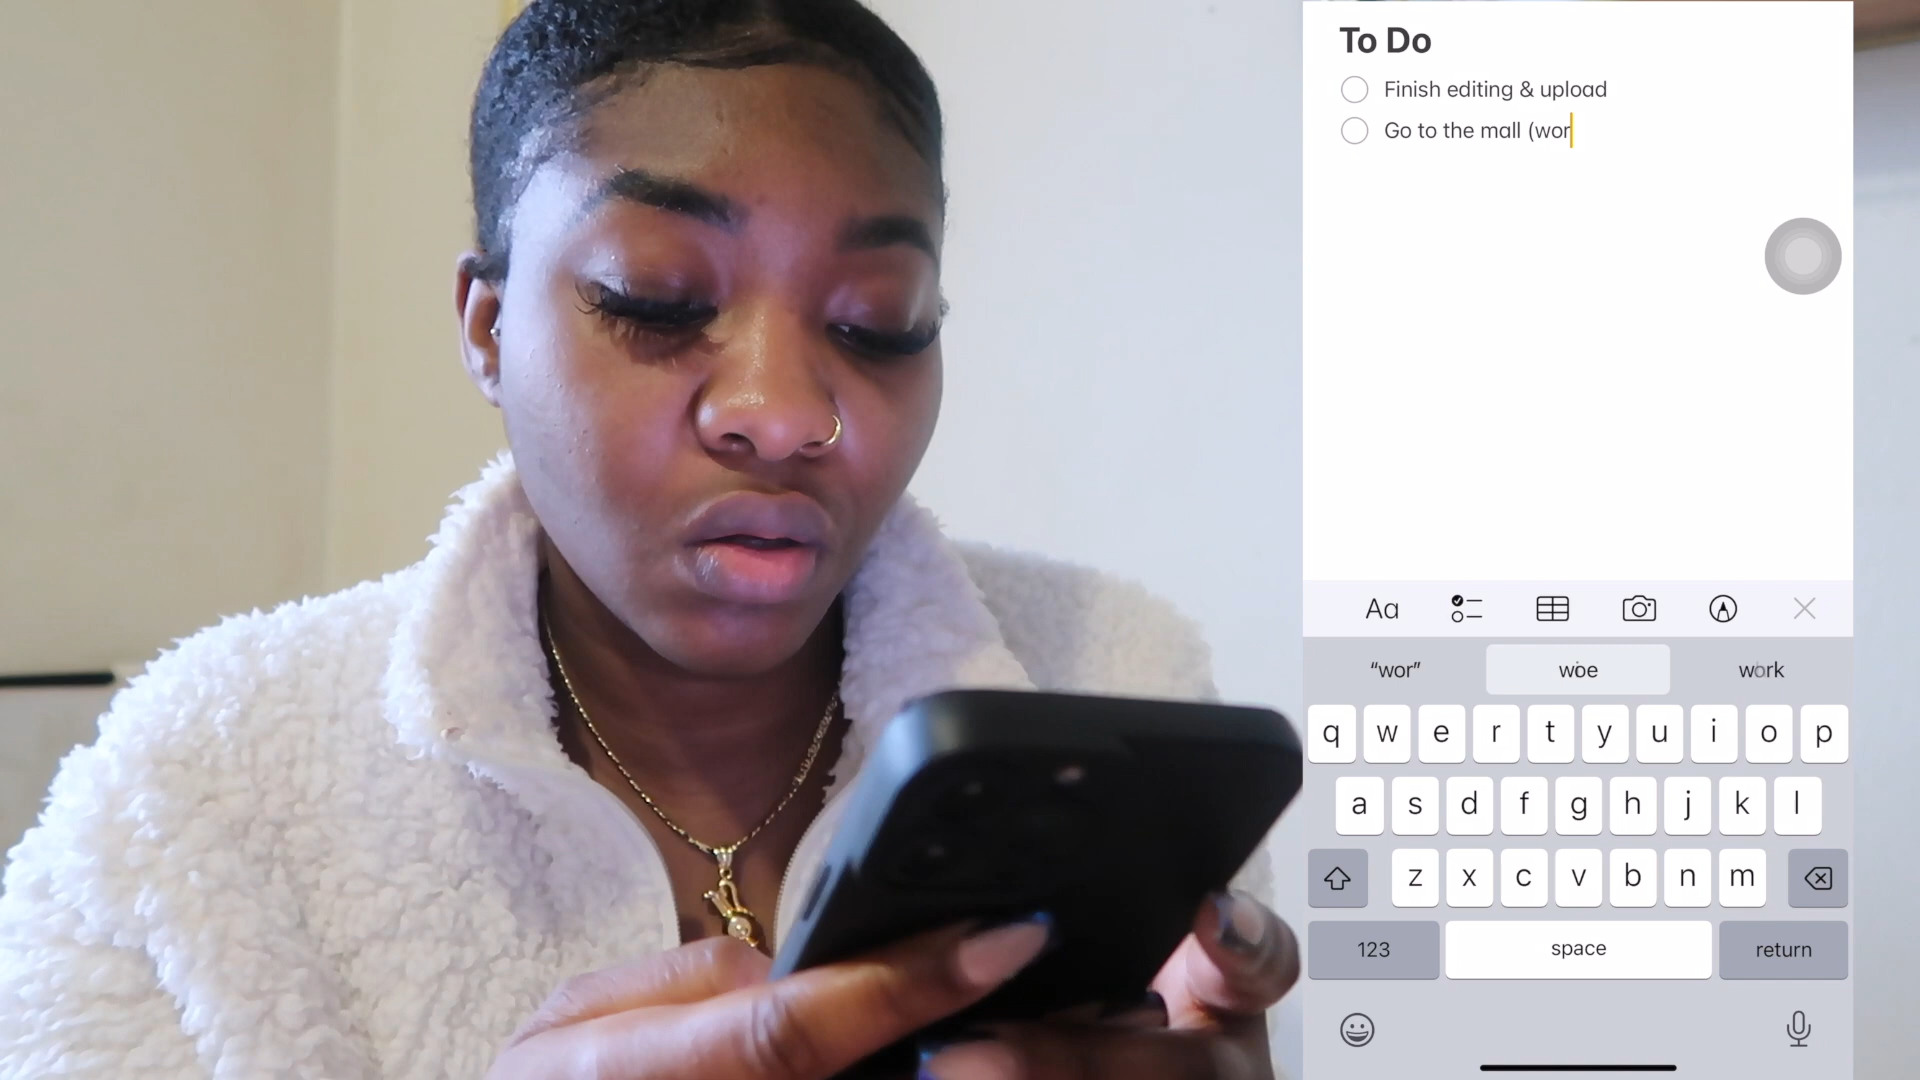 To Do
Finish editing & upload
Go to the mall (wor
Aa
“wor” woe work
q w e r t y u i o p
a s d f g h j k l
z x c v b n m
123 space return